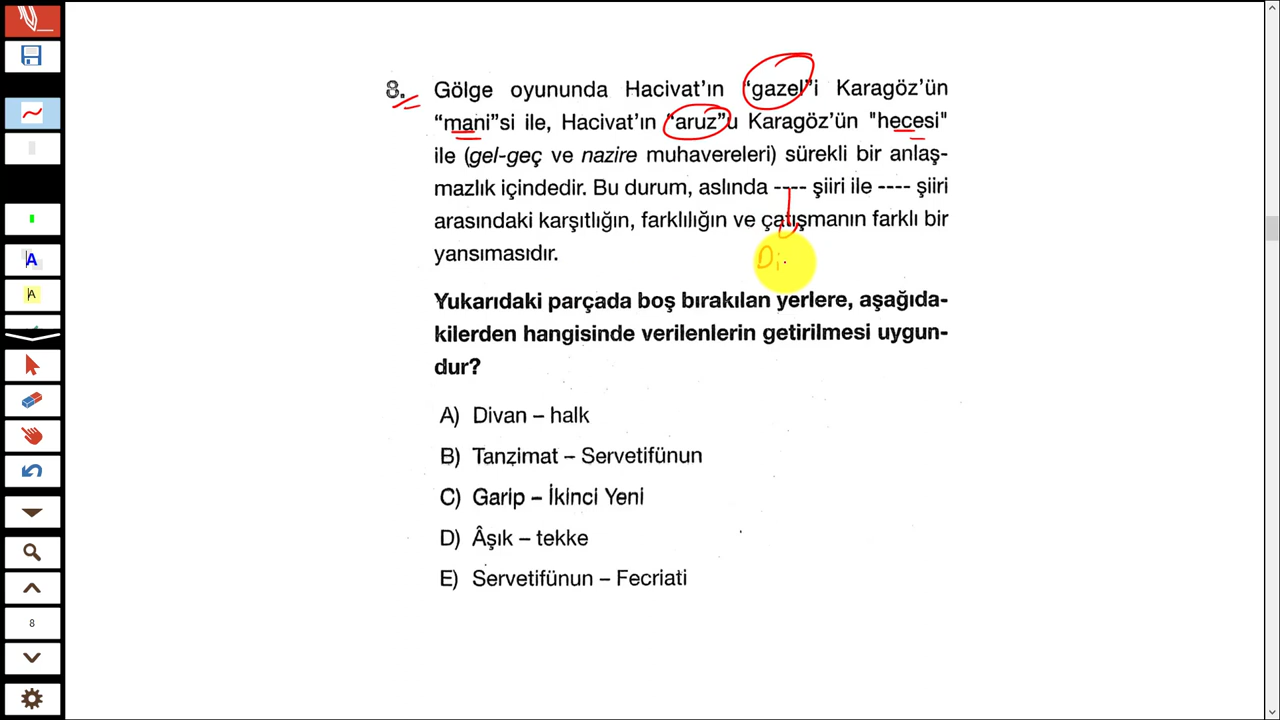 8. Gölge oyununda Hacivat’ın “gazel”i Karagöz’ün
“mani”si ile, Hacivat’ın “aruz”u Karagöz’ün "hecesi"
ile (gel-geç ve nazire muhavereleri) sürekli bir anlaş-
mazlık içindedir. Bu durum, aslında ---- şiiri ile ---- şiiri
arasındaki karşıtlığın, farklılığın ve çatışmanın farklı bir
yansımasıdır.
Di
Yukarıdaki parçada boş bırakılan yerlere, aşağıda-
kilerden hangisinde verilenlerin getirilmesi uygun-
dur?
A) Divan – halk
B) Tanzimat – Servetifünun
C) Garip – İkinci Yeni
D) Âşık – tekke
E) Servetifünun – Fecriati
A
A
8